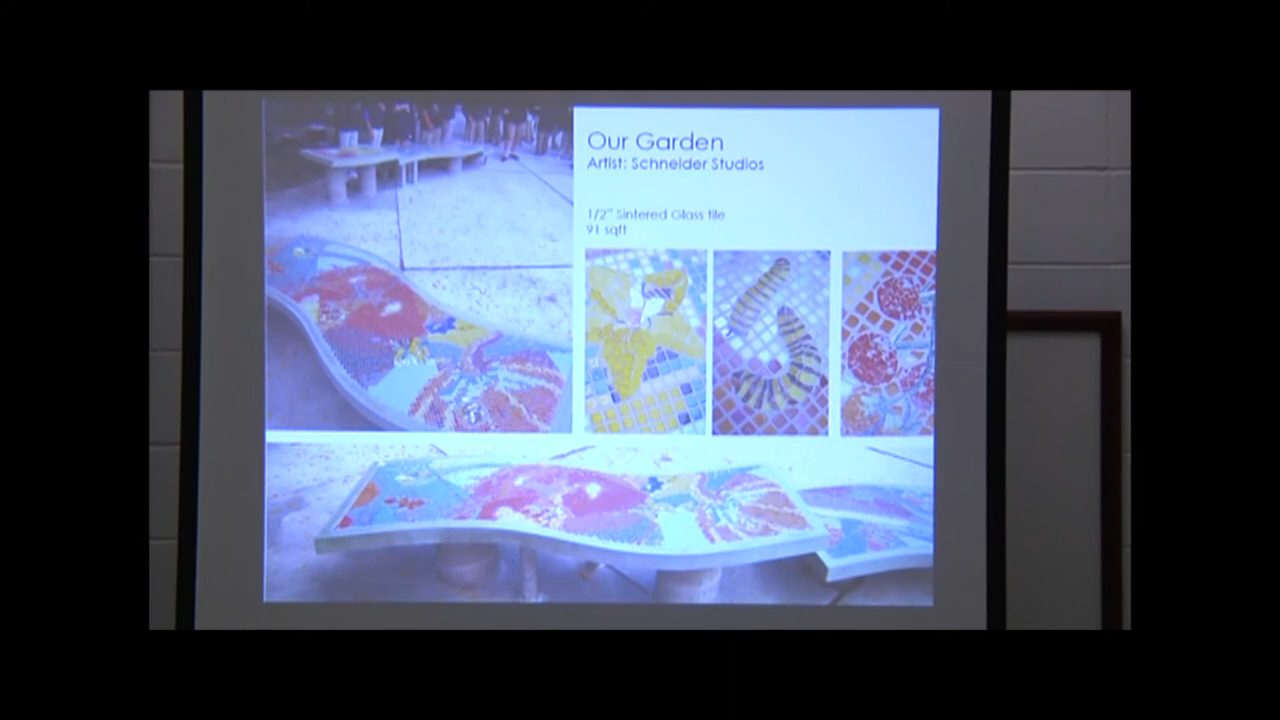 Our Garden
Artist: Schneider Studios
1/2" Sintered Glass tile
91 sqft